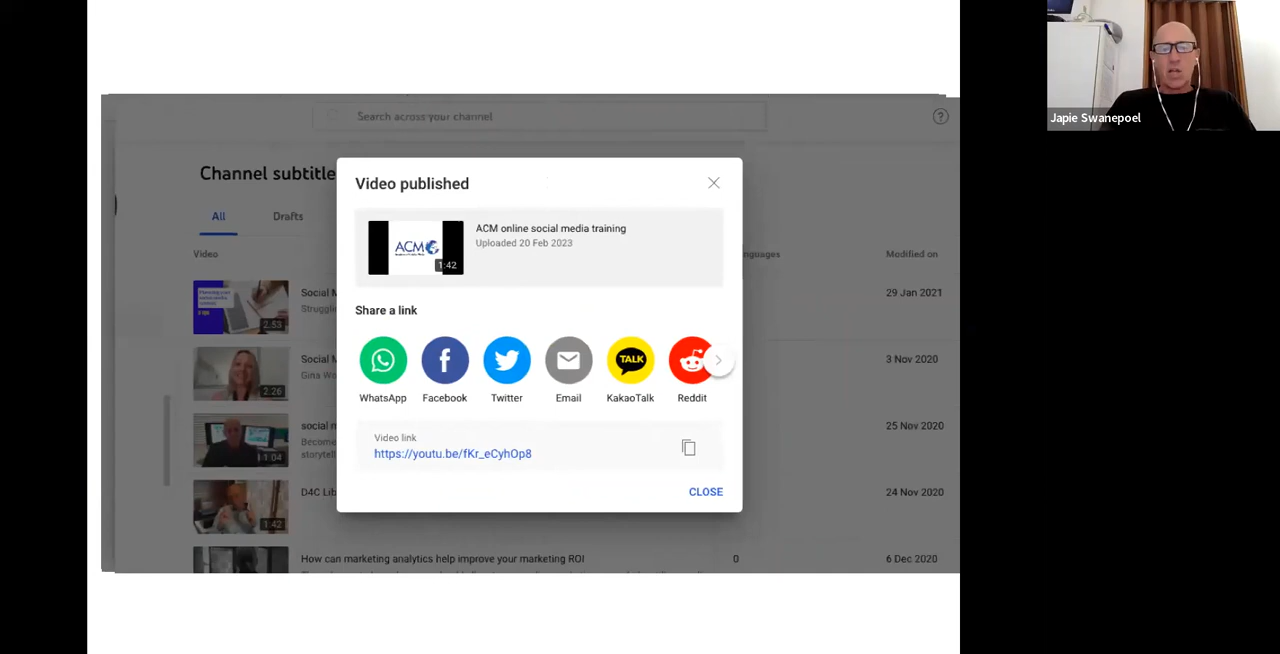 Search across your channel
?
Japie Swanepoel
Channel subtitle
Video published
All
Drafts
ACM online social media training
Uploaded 20 Feb 2023
ACM
1:42
Video
Modified on
Share a link
Social M
2:53
29 Jan 2021
Struggli
Social M
3 Nov 2020
Gina Wo
2:26
WhatsApp
Facebook
Twitter
Email
TALK
KakaoTalk
Reddit
social m
25 Nov 2020
Become
storytell
1:04
Video link
https://youtu.be/fKr_eCyhOp8
D4C Lib
24 Nov 2020
1:42
CLOSE
How can marketing analytics help improve your marketing ROI
0
6 Dec 2020